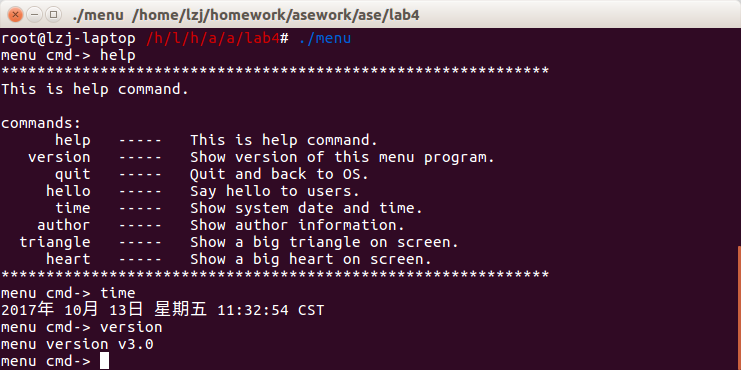 ./menu /home/lzj/homework/asework/ase/lab4
root@lzj-laptop /h/l/h/a/a/lab4# ./menu
menu cmd-> help
*************************************************************
This is help command.

commands:
      help   -----   This is help command.
   version   -----   Show version of this menu program.
      quit   -----   Quit and back to OS.
     hello   -----   Say hello to users.
      time   -----   Show system date and time.
    author   -----   Show author information.
  triangle   -----   Show a big triangle on screen.
     heart   -----   Show a big heart on screen.
*************************************************************
menu cmd-> time
2017年 10月 13日 星期五 11:32:54 CST
menu cmd-> version
menu version v3.0
menu cmd->